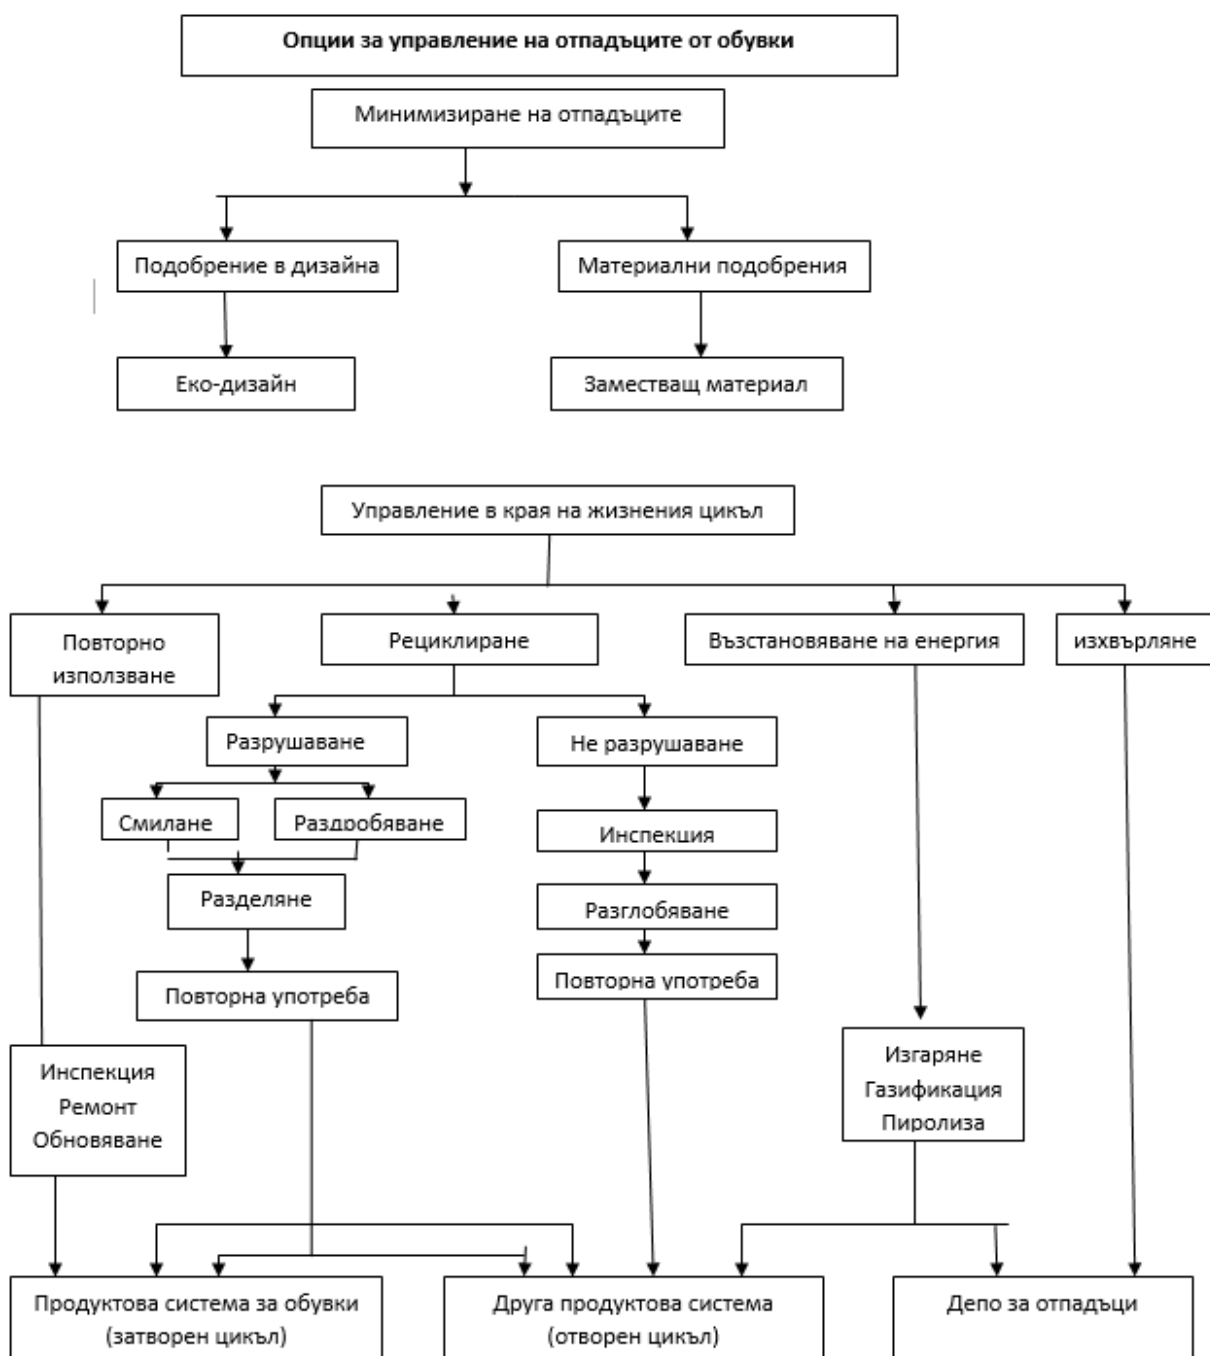 Опции за управление на отпадъците от обувки
Минимизиране на отпадъците
Подобрение в дизайна
Материални подобрения
Еко-дизайн
Заместващ материал
Управление в края на жизнения цикъл
Повторно
използване
Рециклиране
Възстановяване на енергия
изхвърляне
Разрушаване
Не разрушаване
Смилане
Раздробяване
Инспекция
Разделяне
Разглобяване
Повторна употреба
Повторна употреба
Инспекция
Ремонт
Обновяване
Изгаряне
Газификация
Пиролиза
Продуктова система за обувки
(затворен цикъл)
Друга продуктова система
(отворен цикъл)
Депо за отпадъци